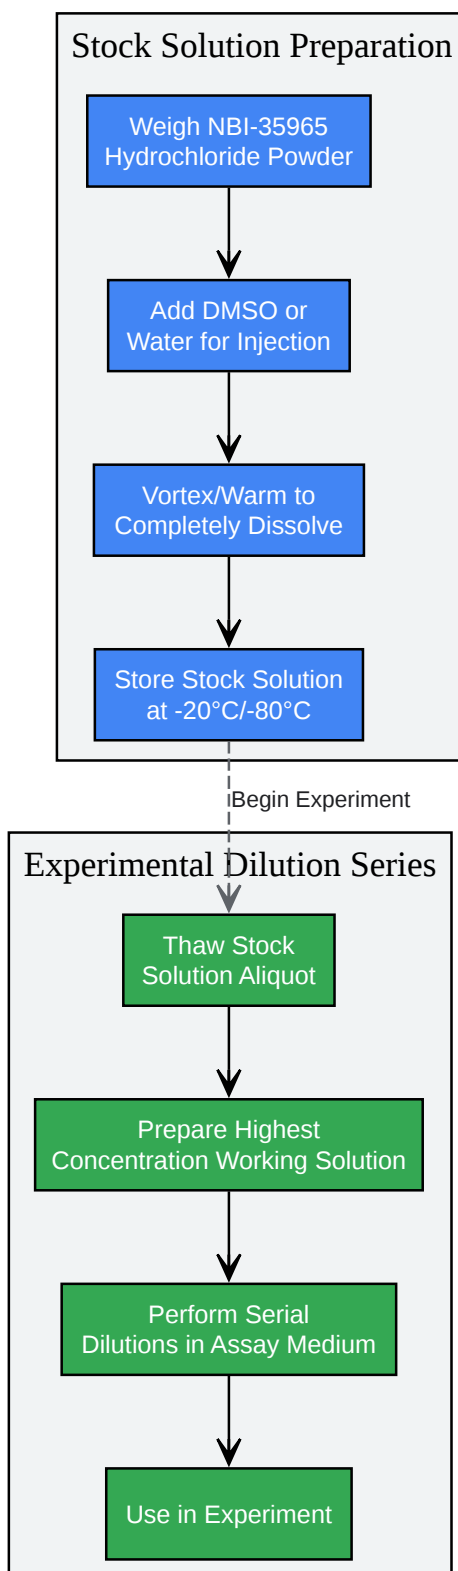 Stock Solution Preparation
Weigh NBI-35965
Hydrochloride Powder
Add DMSO or
Water for Injection
Vortex/Warm to
Completely Dissolve
Store Stock Solution
at -20°C/-80°C
Begin Experiment
Experimental Dilution Series
Thaw Stock
Solution Aliquot
Prepare Highest
Concentration Working Solution
Perform Serial
Dilutions in Assay Medium
Use in Experiment